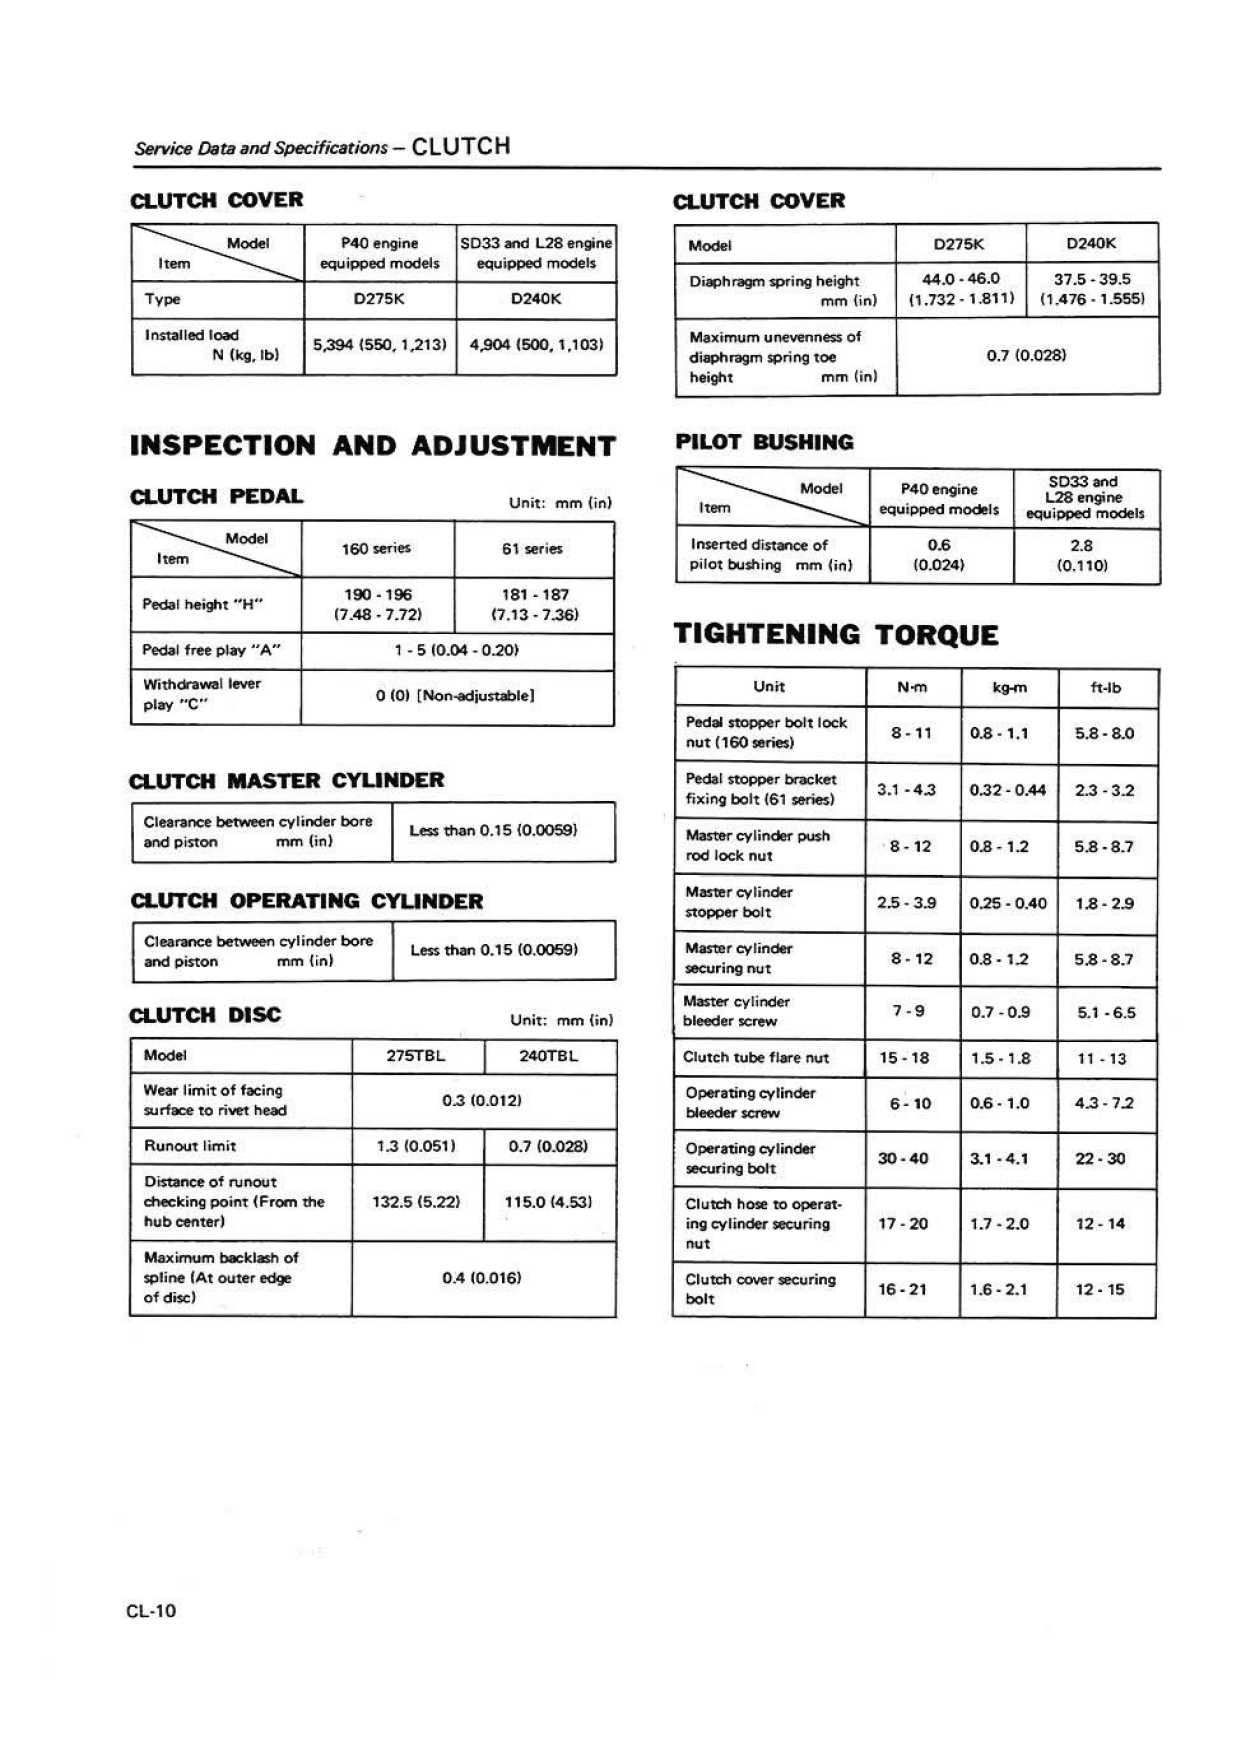 Service Data and Specifications – CLUTCH
CLUTCH COVER
Model
Item
P40 engine
equipped models
SD33 and L28 engine
equipped models
Type
D275K
D240K
Installed load
N (kg, lb)
5,394 (550, 1,213)
4,904 (500, 1,103)
INSPECTION AND ADJUSTMENT
CLUTCH PEDAL
Unit: mm (in)
Model
Item
160 series
61 series
Pedal height "H"
190 - 196
(7.48 - 7.72)
181 - 187
(7.13 - 7.36)
Pedal free play "A"
1 - 5 (0.04 - 0.20)
Withdrawal lever
play "C"
0 (0) [Non-adjustable]
CLUTCH MASTER CYLINDER
Clearance between cylinder bore
and piston mm (in)
Less than 0.15 (0.0059)
CLUTCH OPERATING CYLINDER
Clearance between cylinder bore
and piston mm (in)
Less than 0.15 (0.0059)
CLUTCH DISC
Unit: mm (in)
Model
275TBL
240TBL
Wear limit of facing
surface to rivet head
0.3 (0.012)
Runout limit
1.3 (0.051)
0.7 (0.028)
Distance of runout
checking point (From the
hub center)
132.5 (5.22)
115.0 (4.53)
Maximum backlash of
spline (At outer edge
of disc)
0.4 (0.016)
CLUTCH COVER
Model
D275K
D240K
Diaphragm spring height
mm (in)
44.0 - 46.0
(1.732 - 1.811)
37.5 - 39.5
(1.476 - 1.555)
Maximum unevenness of
diaphragm spring toe
height mm (in)
0.7 (0.028)
PILOT BUSHING
Model
Item
P40 engine
equipped models
SD33 and
L28 engine
equipped models
Inserted distance of
pilot bushing mm (in)
0.6
(0.024)
2.8
(0.110)
TIGHTENING TORQUE
Unit
N·m
kg-m
ft-lb
Pedal stopper bolt lock
nut (160 series)
8 - 11
0.8 - 1.1
5.8 - 8.0
Pedal stopper bracket
fixing bolt (61 series)
3.1 - 4.3
0.32 - 0.44
2.3 - 3.2
Master cylinder push
rod lock nut
8 - 12
0.8 - 1.2
5.8 - 8.7
Master cylinder
stopper bolt
2.5 - 3.9
0.25 - 0.40
1.8 - 2.9
Master cylinder
securing nut
8 - 12
0.8 - 1.2
5.8 - 8.7
Master cylinder
bleeder screw
7 - 9
0.7 - 0.9
5.1 - 6.5
Clutch tube flare nut
15 - 18
1.5 - 1.8
11 - 13
Operating cylinder
bleeder screw
6 - 10
0.6 - 1.0
4.3 - 7.2
Operating cylinder
securing bolt
30 - 40
3.1 - 4.1
22 - 30
Clutch hose to operat-
ing cylinder securing
nut
17 - 20
1.7 - 2.0
12 - 14
Clutch cover securing
bolt
16 - 21
1.6 - 2.1
12 - 15
CL-10